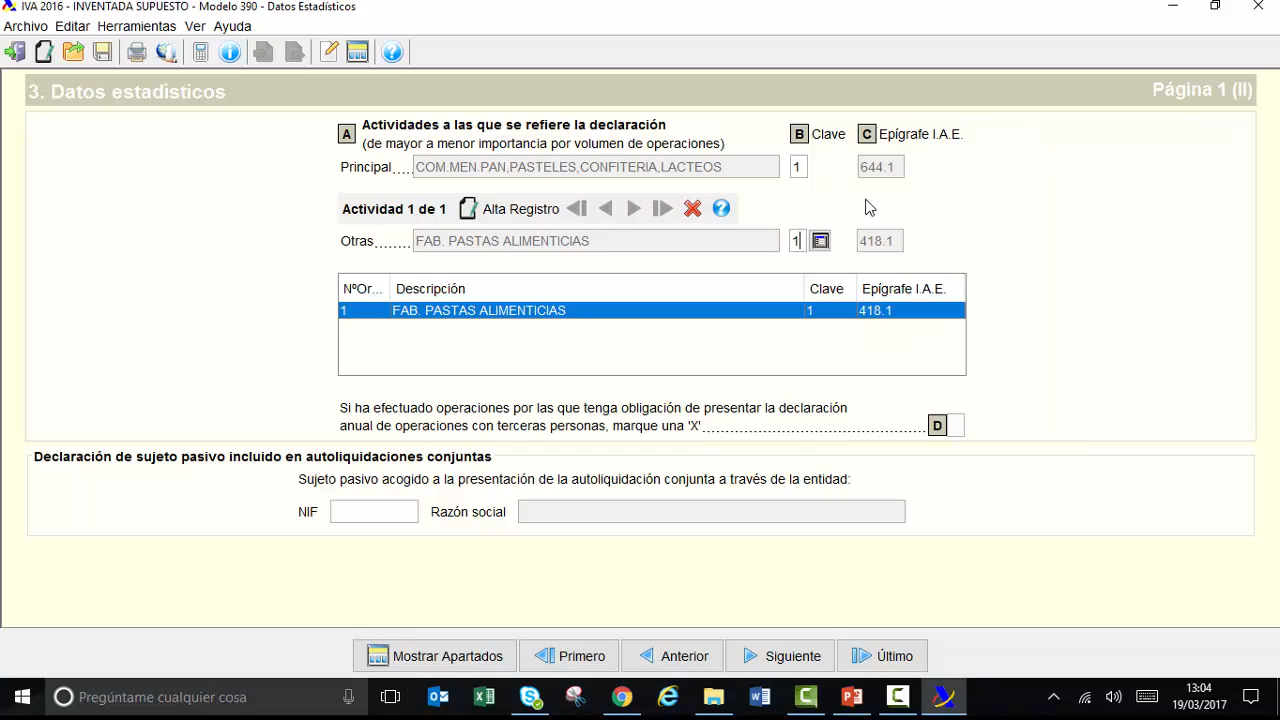 IVA 2016 - INVENTADA SUPUESTO - Modelo 390 - Datos Estadísticos
Archivo Editar Herramientas Ver Ayuda
3. Datos estadísticos Página 1 (II)
A Actividades a las que se refiere la declaración B Clave C Epígrafe I.A.E.
(de mayor a menor importancia por volumen de operaciones)
Principal..... COM.MEN.PAN,PASTELES,CONFITERIA,LACTEOS 1 644.1
Actividad 1 de 1 Alta Registro
Otras........ FAB. PASTAS ALIMENTICIAS 1 418.1
NºOr... Descripción Clave Epígrafe I.A.E.
1 FAB. PASTAS ALIMENTICIAS 1 418.1
Si ha efectuado operaciones por las que tenga obligación de presentar la declaración
anual de operaciones con terceras personas, marque una 'X'................................................ D
Declaración de sujeto pasivo incluido en autoliquidaciones conjuntas
Sujeto pasivo acogido a la presentación de la autoliquidación conjunta a través de la entidad:
NIF Razón social
Mostrar Apartados Primero Anterior Siguiente Último
Pregúntame cualquier cosa
13:04
19/03/2017